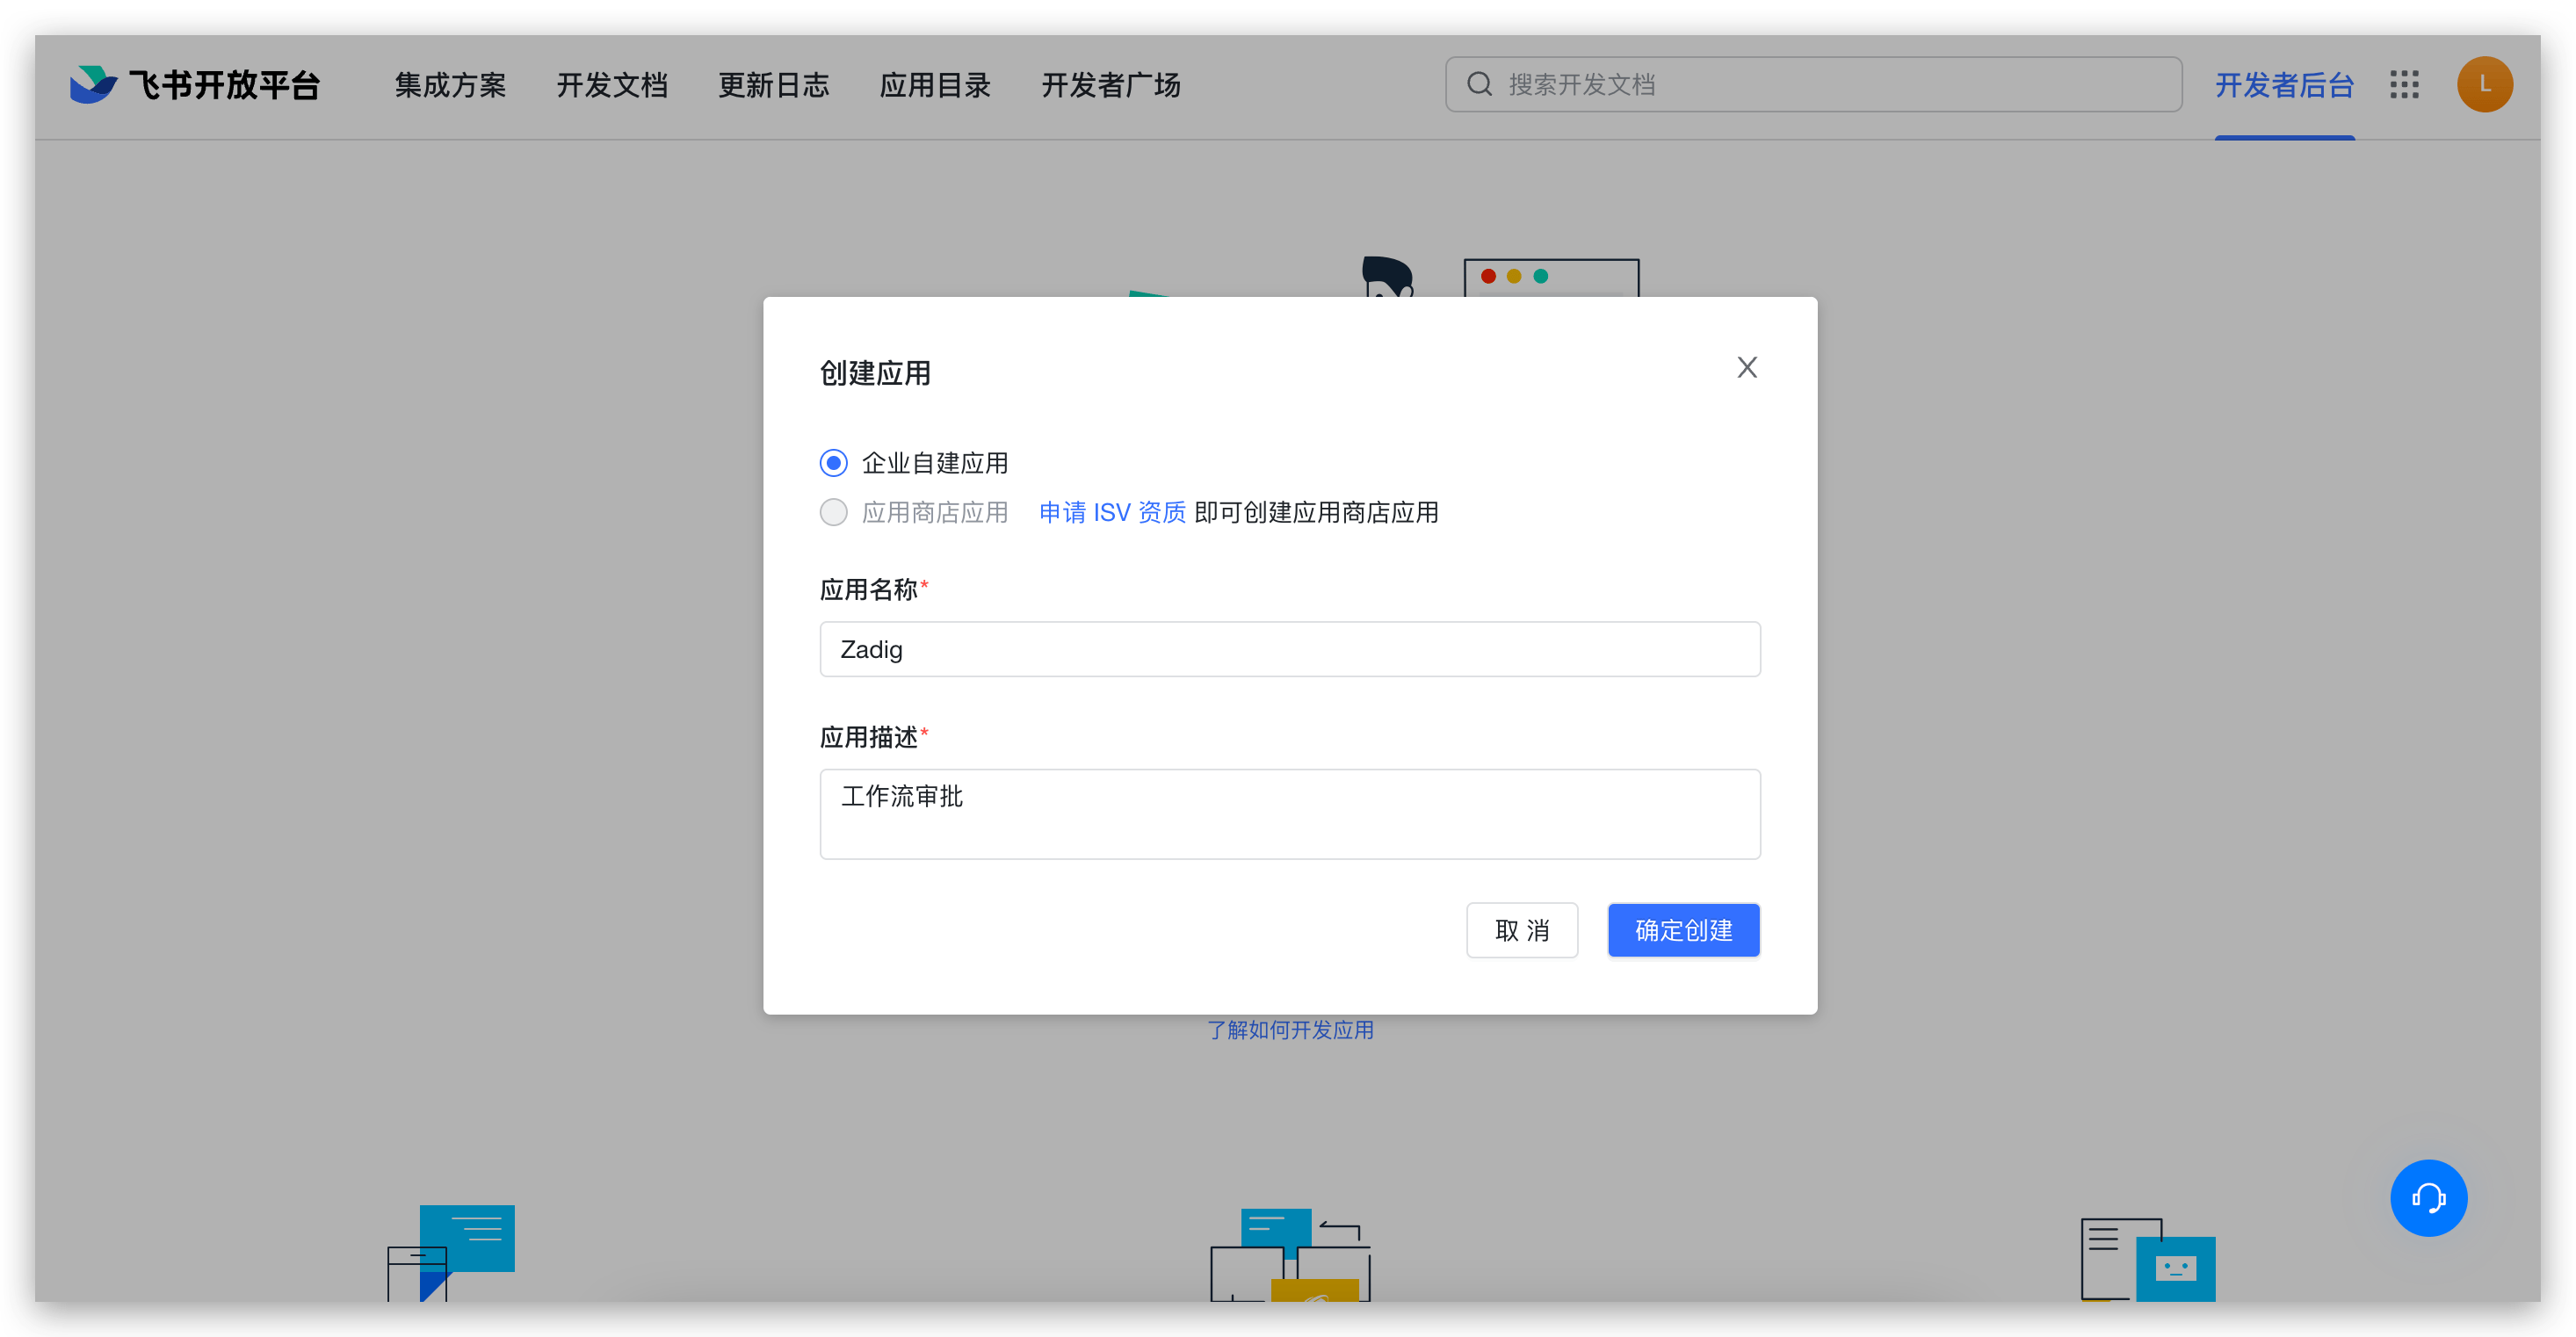 飞书开放平台 集成方案 开发文档 更新日志 应用目录 开发者广场 搜索开发文档 开发者后台 L
创建应用
企业自建应用
应用商店应用 申请 ISV 资质 即可创建应用商店应用
应用名称*
Zadig
应用描述*
工作流审批
取 消 确定创建
了解如何开发应用